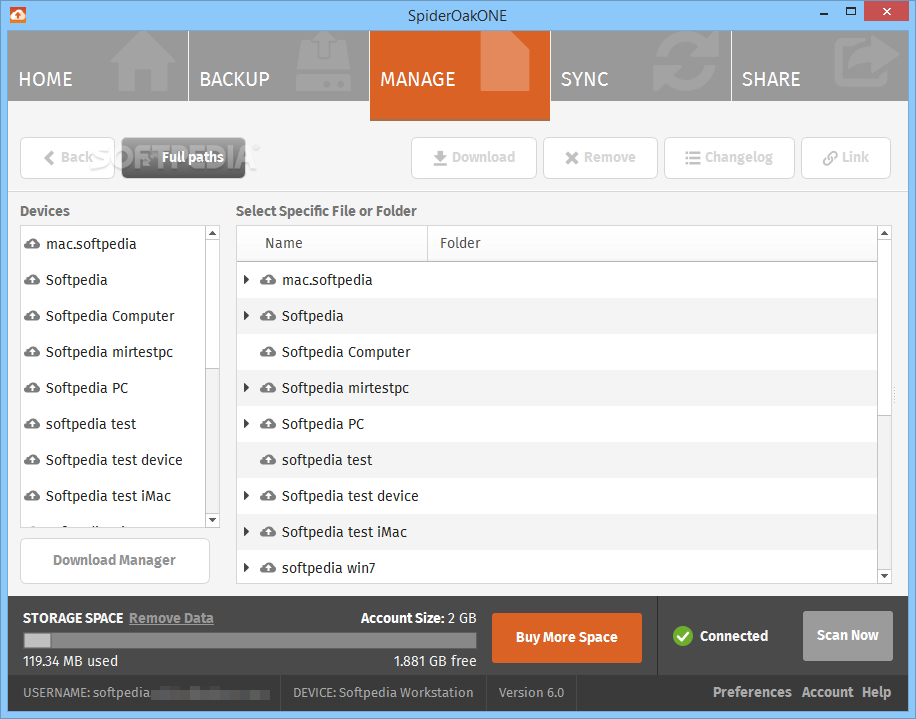 SpiderOakONE
HOME
BACKUP
MANAGE
SYNC
SHARE
Back
SOFTPEDIA
Full paths
Download
Remove
Changelog
Link
Devices
mac.softpedia
Softpedia
Softpedia Computer
Softpedia mirtestpc
Softpedia PC
softpedia test
Softpedia test device
Softpedia test iMac
Download Manager
Select Specific File or Folder
Name Folder
mac.softpedia
Softpedia
Softpedia Computer
Softpedia mirtestpc
Softpedia PC
softpedia test
Softpedia test device
Softpedia test iMac
softpedia win7
STORAGE SPACE Remove Data Account Size: 2 GB
119.34 MB used 1.881 GB free
Buy More Space
Connected
Scan Now
USERNAME: softpedia
DEVICE: Softpedia Workstation
Version 6.0
Preferences Account Help